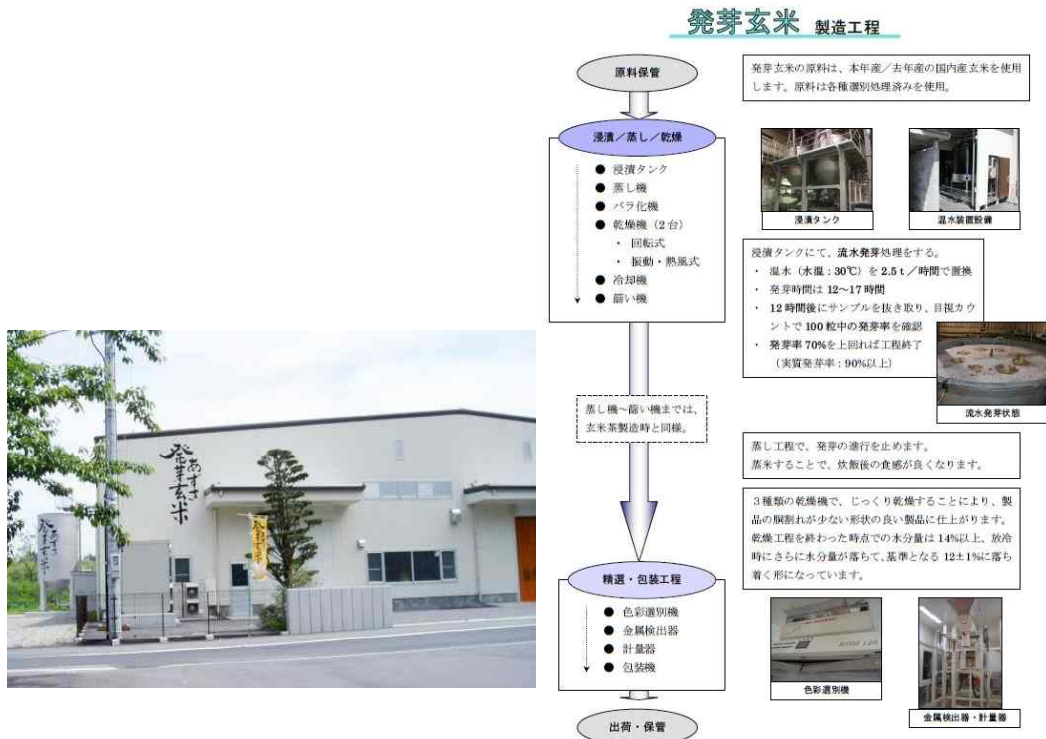 発芽玄米 製造工程
原料保管
発芽玄米の原料は、本年産／去年産の国内産玄米を使用
します。原料は各種選別処理済みを使用。
浸漬／蒸し／乾燥
● 浸漬タンク
● 蒸し機
● バラ化機
● 乾燥機（2台）
・ 回転式
・ 振動・熱風式
● 冷却機
● 篩い機
浸漬タンク
温水装置設備
浸漬タンクにて、流水発芽処理をする。
・ 温水（水温：30℃）を 2.5ｔ／時間で置換
・ 発芽時間は 12～17 時間
・ 12 時間後にサンプルを抜き取り、目視カウ
ントで 100 粒中の発芽率を確認
・ 発芽率 70%を上回れば工程終了
（実質発芽率：90%以上）
流水発芽状態
蒸し機～篩い機までは、
玄米茶製造時と同様。
蒸し工程で、発芽の進行を止めます。
蒸米することで、炊飯後の食感が良くなります。
３種類の乾燥機で、じっくり乾燥することにより、製
品の胴割れが少ない形状の良い製品に仕上がります。
乾燥工程を終わった時点での水分量は 14%以上、放冷
時にさらに水分量が落ちて、基準となる 12±1%に落ち
着く形になっています。
精選・包装工程
● 色彩選別機
● 金属検出器
● 計量器
● 包装機
色彩選別機
金属検出器・計量器
出荷・保管
あずさ
発芽玄米
あずさ
発芽玄米
発芽玄米